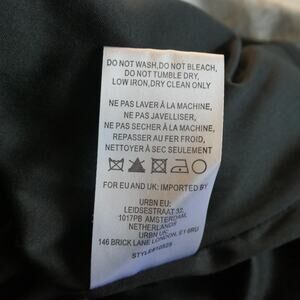 DO NOT WASH,DO NOT BLEACH,
DO NOT TUMBLE DRY,
LOW IRON,DRY CLEAN ONLY
NE PAS LAVER À LA MACHINE,
NE PAS JAVELLISER,
NE PAS SECHER À LA MACHINE,
REPASSER AU FER FROID,
NETTOYER À SEC SEULEMENT
FOR EU AND UK: IMPORTED BY
URBN EU:
LEIDSESTRAAT 32,
1017PB AMSTERDAM,
NETHERLANDS
URBN UK:
146 BRICK LANE LONDON, E1 6RU